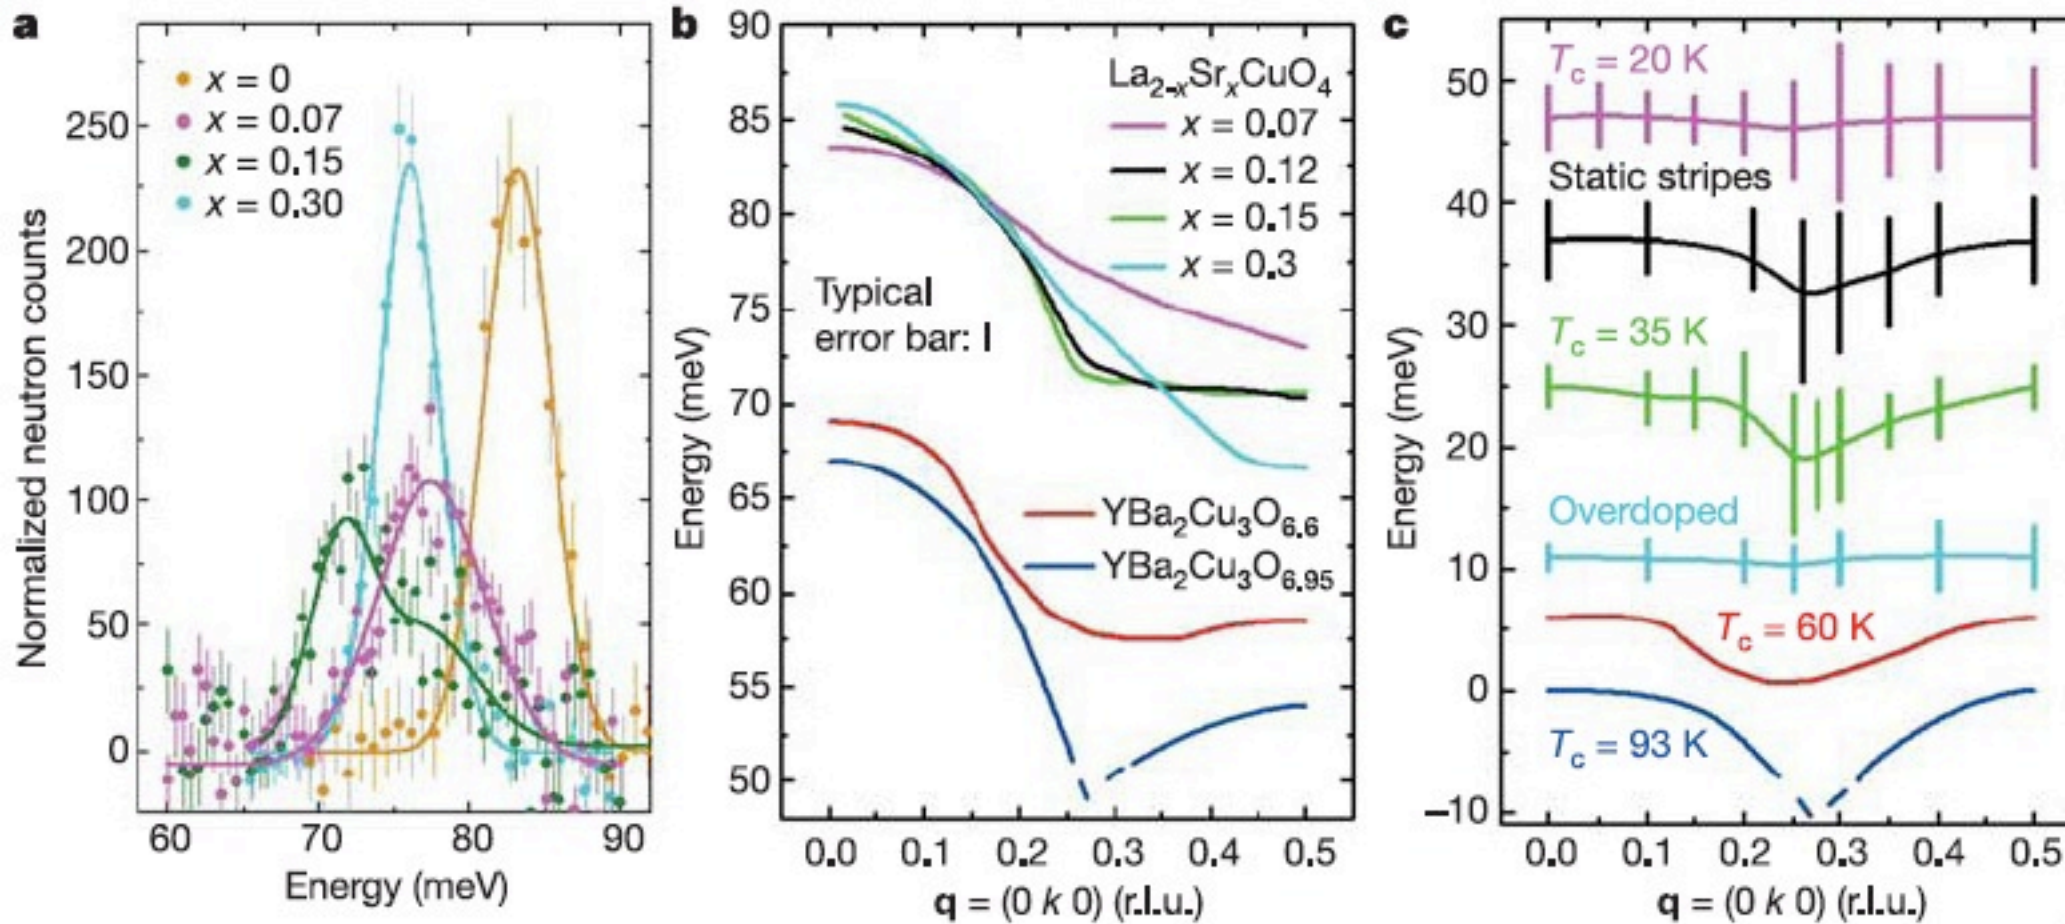 a
x = 0
x = 0.07
x = 0.15
x = 0.30
250
200
150
100
50
0
60 70 80 90
Normalized neutron counts
Energy (meV)
b
90
85
80
75
70
65
60
55
50
La2-xSrxCuO4
x = 0.07
x = 0.12
x = 0.15
x = 0.3
Typical
error bar: I
YBa2Cu3O6.6
YBa2Cu3O6.95
0.0 0.1 0.2 0.3 0.4 0.5
Energy (meV)
q = (0 k 0) (r.l.u.)
c
50
40
30
20
10
0
−10
Tc = 20 K
Static stripes
Tc = 35 K
Overdoped
Tc = 60 K
Tc = 93 K
0.0 0.1 0.2 0.3 0.4 0.5
Energy (meV)
q = (0 k 0) (r.l.u.)